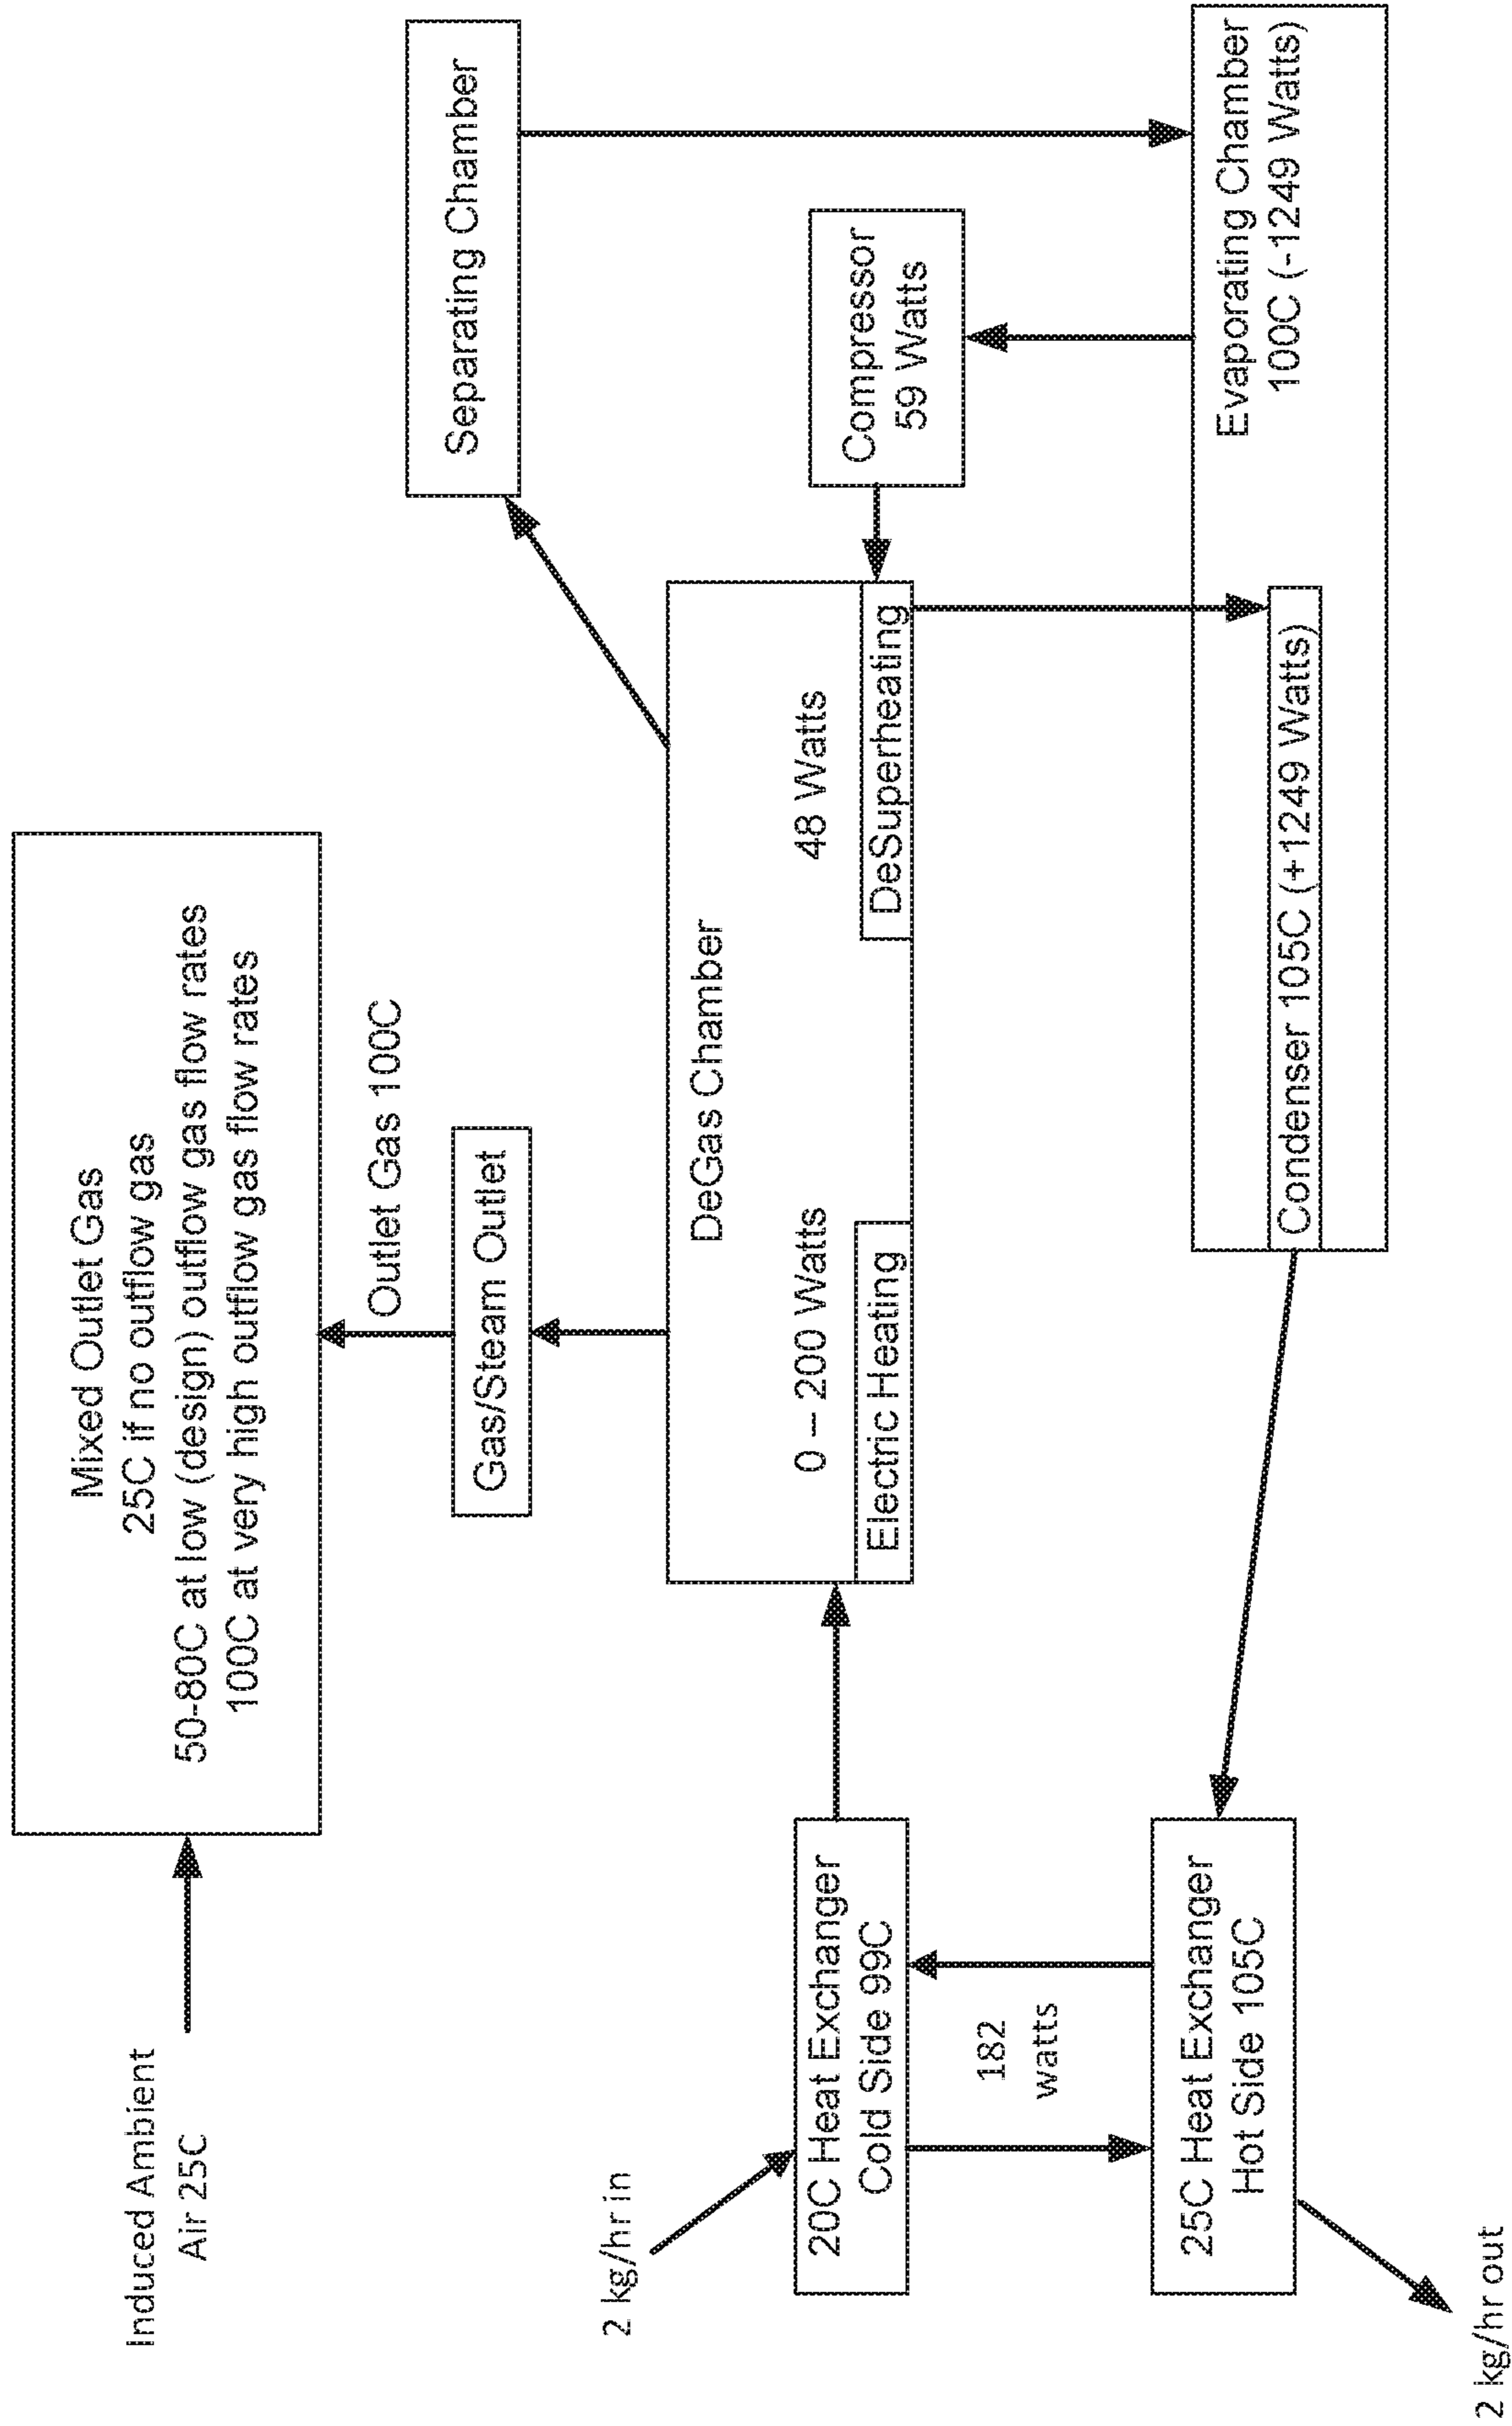 Mixed Outlet Gas
25C if no outflow gas
50-80C at low (design) outflow gas flow rates
100C at very high outflow gas flow rates
Induced Ambient
Air 25C
Outlet Gas 100C
Gas/Steam Outlet
Separating Chamber
DeGas Chamber
0 – 200 Watts
48 Watts
Electric Heating
DeSuperheating
Compressor
59 Watts
2 kg/hr in
20C Heat Exchanger
Cold Side 99C
182
watts
25C Heat Exchanger
Hot Side 105C
2 kg/hr out
Evaporating Chamber
100C (-1249 Watts)
Condenser 105C (+1249 Watts)